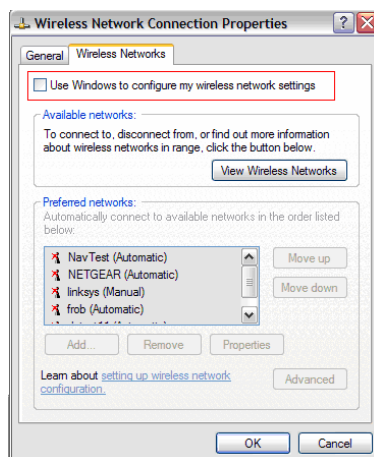 Wireless Network Connection Properties
General
Wireless Networks
Use Windows to configure my wireless network settings
Available networks:
To connect to, disconnect from, or find out more information
about wireless networks in range, click the button below.
View Wireless Networks
Preferred networks:
Automatically connect to available networks in the order listed
below:
NavTest (Automatic)
NETGEAR (Automatic)
linksys (Manual)
frob (Automatic)
Move up
Move down
Add...
Remove
Properties
Learn about setting up wireless network
configuration.
Advanced
OK
Cancel